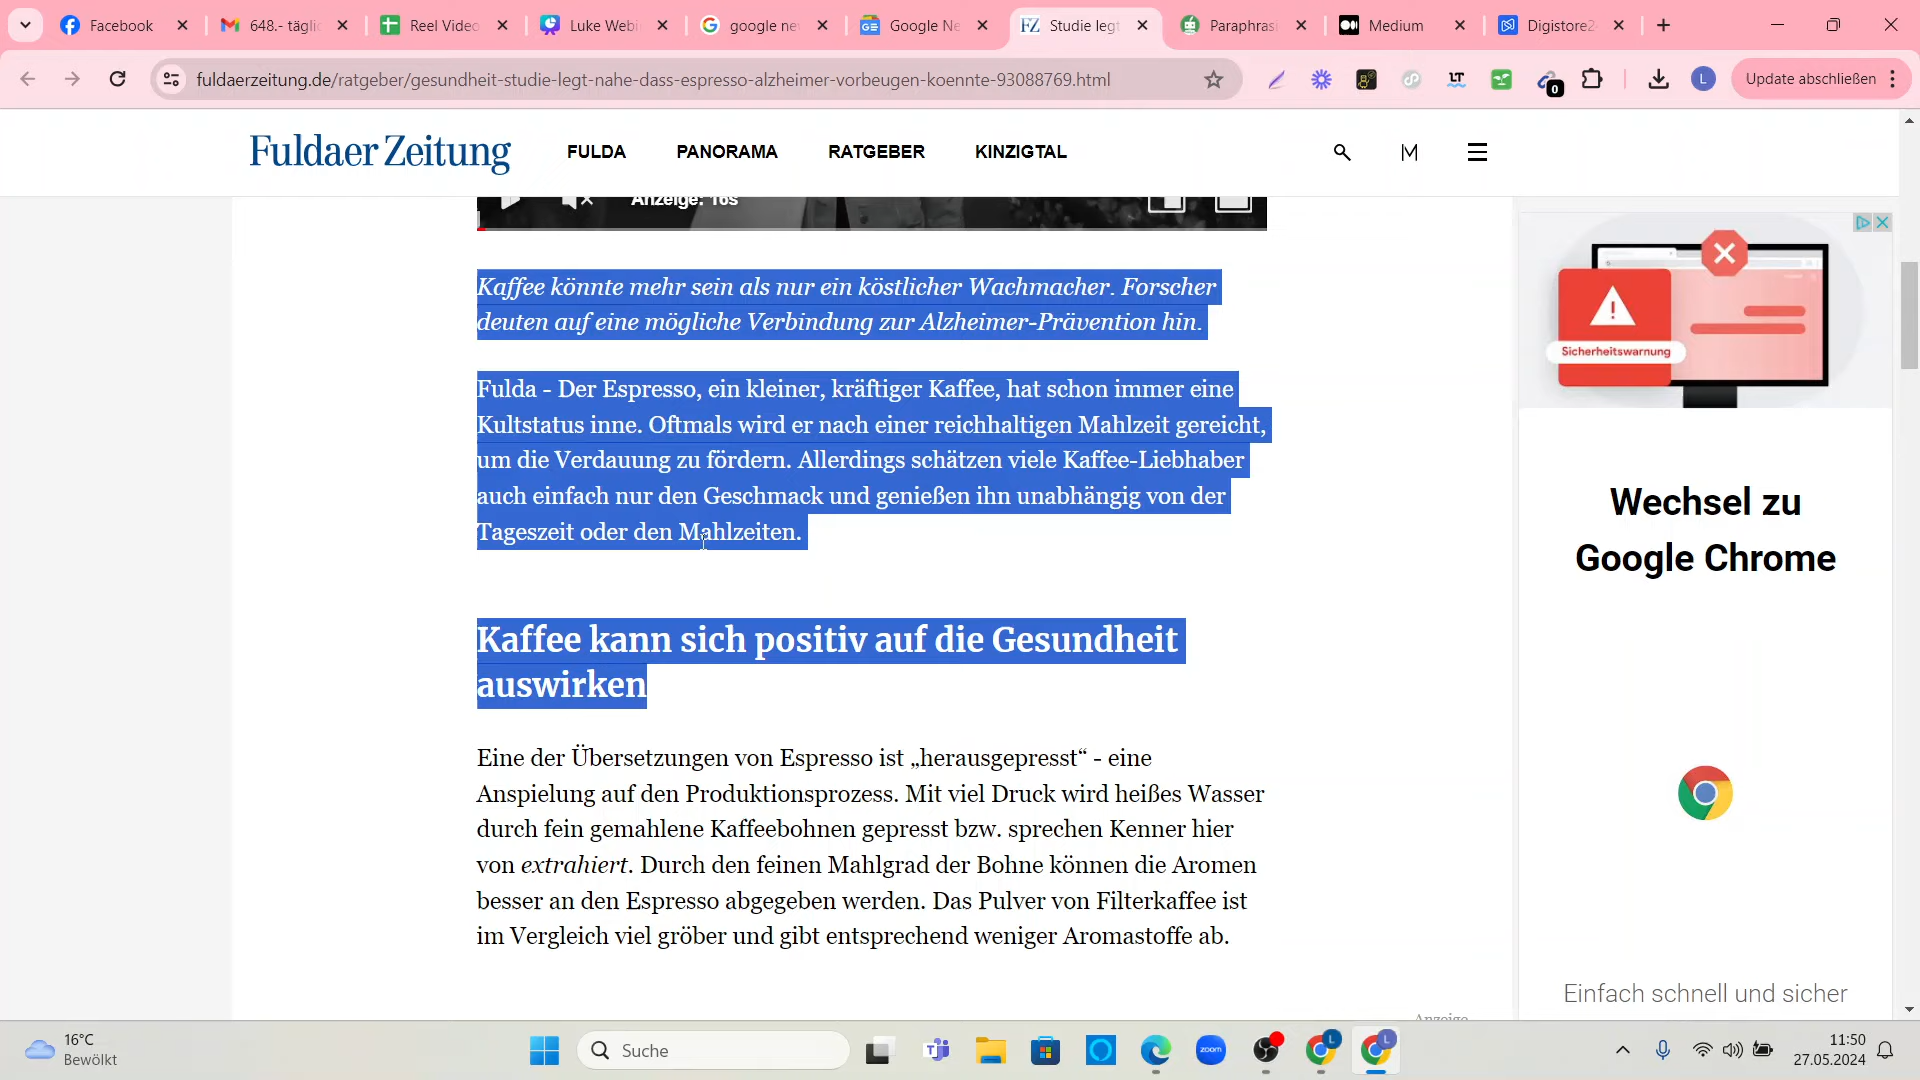 Facebook
648.- tägli
Reel Video
Luke Webi
google ne
Google Ne
Studie legt
Paraphrasi
Medium
Digistore2
fuldaerzeitung.de/ratgeber/gesundheit-studie-legt-nahe-dass-espresso-alzheimer-vorbeugen-koennte-93088769.html
LT
0
L
Update abschließen
Fuldaer Zeitung
FULDA
PANORAMA
RATGEBER
KINZIGTAL
Anzeige: 16s
Kaffee könnte mehr sein als nur ein köstlicher Wachmacher. Forscher
deuten auf eine mögliche Verbindung zur Alzheimer-Prävention hin.
Fulda - Der Espresso, ein kleiner, kräftiger Kaffee, hat schon immer eine
Kultstatus inne. Oftmals wird er nach einer reichhaltigen Mahlzeit gereicht,
um die Verdauung zu fördern. Allerdings schätzen viele Kaffee-Liebhaber
auch einfach nur den Geschmack und genießen ihn unabhängig von der
Tageszeit oder den Mahlzeiten.
Kaffee kann sich positiv auf die Gesundheit
auswirken
Eine der Übersetzungen von Espresso ist „herausgepresst“ - eine
Anspielung auf den Produktionsprozess. Mit viel Druck wird heißes Wasser
durch fein gemahlene Kaffeebohnen gepresst bzw. sprechen Kenner hier
von extrahiert. Durch den feinen Mahlgrad der Bohne können die Aromen
besser an den Espresso abgegeben werden. Das Pulver von Filterkaffee ist
im Vergleich viel gröber und gibt entsprechend weniger Aromastoffe ab.
Anzeige
Sicherheitswarnung
Wechsel zu
Google Chrome
Einfach schnell und sicher
16°C
Bewölkt
Suche
zoom
11:50
27.05.2024